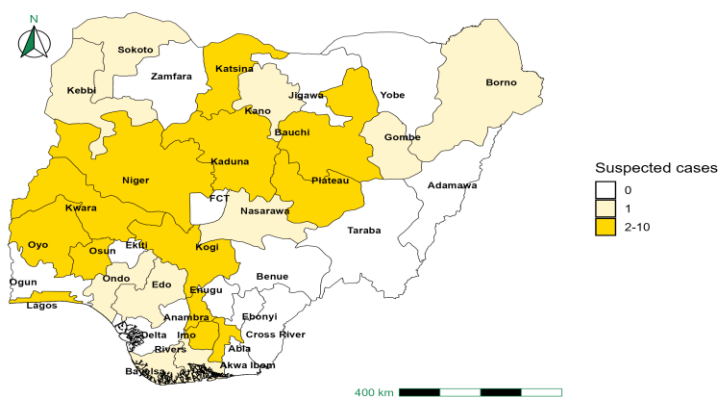 N
Sokoto
Katsina
Zamfara
Borno
Kebbi
Jigawa
Yobe
Kano
Bauchi
Gombe
Kaduna
Niger
Plateau
Adamawa
FCT
Kwara
Nasarawa
Taraba
Oyo
Osun
Ekiti
Kogi
Ogun
Ondo
Edo
Enugu
Benue
Lagos
Anambra
Ebonyi
Delta
Imo
Cross River
Rivers
Abia
Bayelsa
Akwa Ibom
Suspected cases
0
1
2-10
400 km